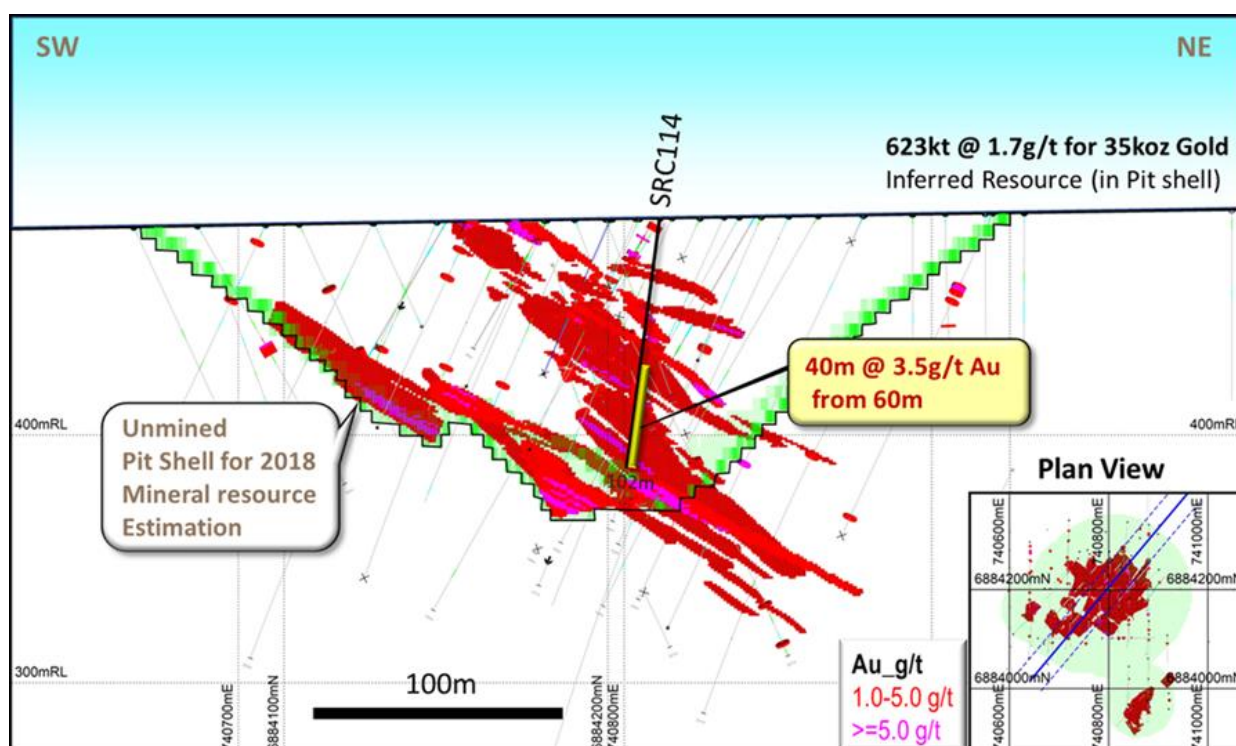 SW
NE
SRC114
623kt @ 1.7g/t for 35koz Gold
Inferred Resource (in Pit shell)
40m @ 3.5g/t Au
from 60m
400mRL
400mRL
Unmined
Pit Shell for 2018
Mineral resource
Estimation
102m
Plan View
740600mE
740800mE
741000mE
6884200mN
6884200mN
6884000mN
6884000mN
740600mE
740800mE
741000mE
300mRL
100m
Au_g/t
1.0-5.0 g/t
>=5.0 g/t
740700mE
6884100mN
6884200mN
740800mE